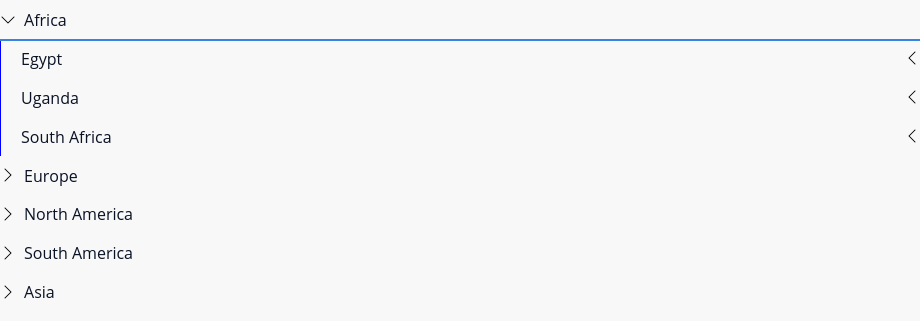 Africa
Egypt
Uganda
South Africa
Europe
North America
South America
Asia